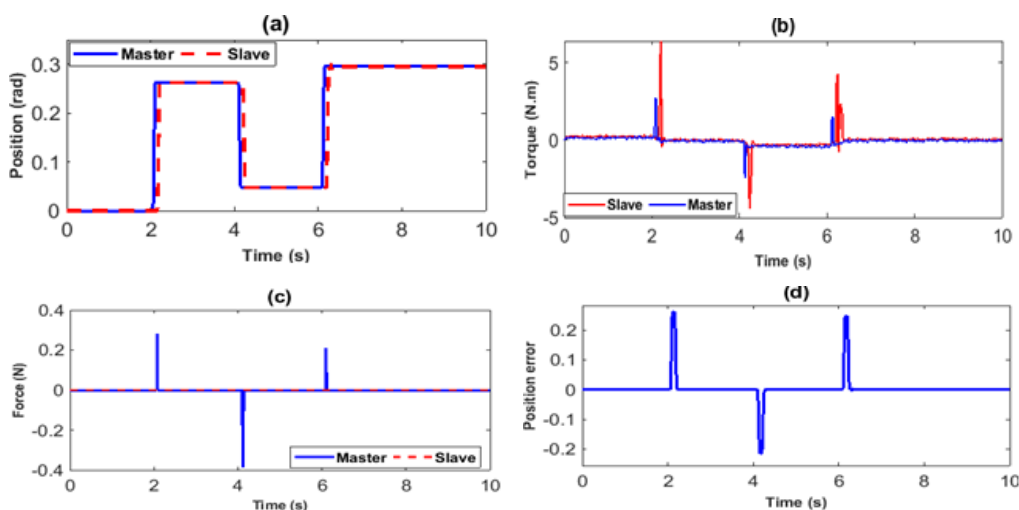 (a)
Master Slave
0.3
0.2
0.1
0
Position (rad)
0 2 4 6 8 10
Time (s)
(b)
5
0
-5
Torque (N.m)
Slave Master
0 2 4 6 8 10
Time (s)
(c)
0.4
0.2
0
-0.2
-0.4
Force (N)
Master Slave
0 2 4 6 8 10
Time (s)
(d)
0.2
0.1
0
-0.1
-0.2
Position error
0 2 4 6 8 10
Time (s)